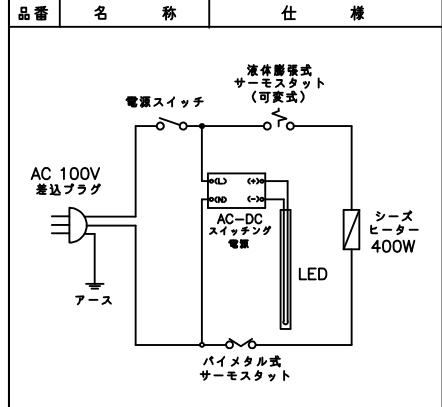 品番 名 称 仕 様
液体膨張式
サーモスタット
(可変式)
電源スイッチ
AC 100V
差込プラグ
(L) (+)
(N) (-)
AC-DC
スイッチング
電源
シーズ
ヒーター
400W
LED
アース
バイメタル式
サーモスタット